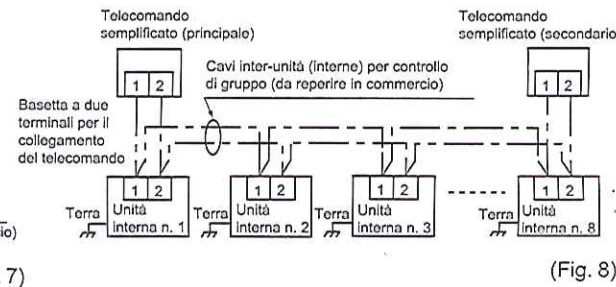 Telecomando
semplificato (principale)
Telecomando
semplificato (secondario
1 2
1 2
Cavi inter-unità (interne) per controllo
di gruppo (da reperire in commercio)
Basetta a due
terminali per il
collegamento
del telecomando
1 2
1 2
1 2
1 2
Terra
Unità
interna n. 1
Terra
Unità
interna n. 2
Terra
Unità
interna n. 3
Terra
Unità
interna n. 8
cio)
7)
(Fig. 8)